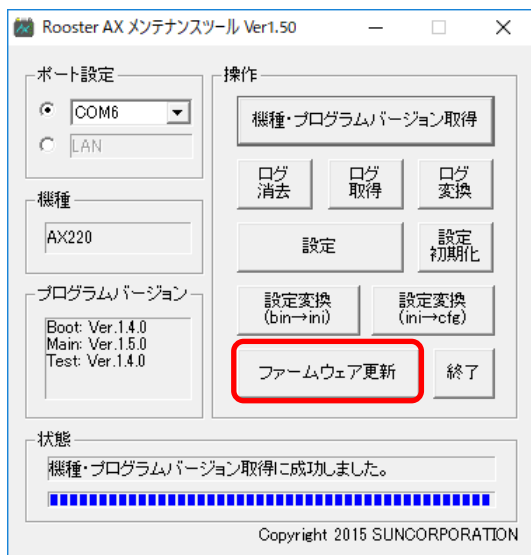 Rooster AX メンテナンスツール Ver1.50
ポート設定
COM6
LAN
機種
AX220
プログラムバージョン
Boot: Ver.1.4.0
Main: Ver.1.5.0
Test: Ver.1.4.0
操作
機種・プログラムバージョン取得
ログ
消去
ログ
取得
ログ
変換
設定
設定
初期化
設定変換
(bin→ini)
設定変換
(ini→cfg)
ファームウェア更新
終了
状態
機種・プログラムバージョン取得に成功しました。
Copyright 2015 SUNCORPORATION